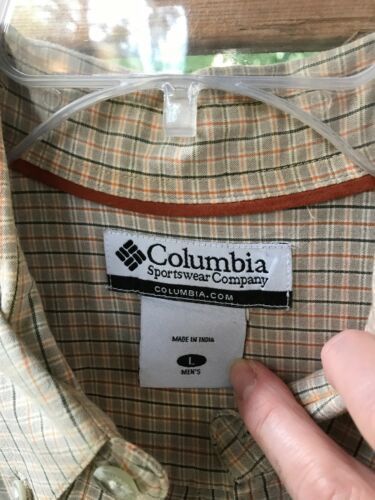 Columbia
Sportswear Company
COLUMBIA.COM
MADE IN INDIA
L
MEN'S